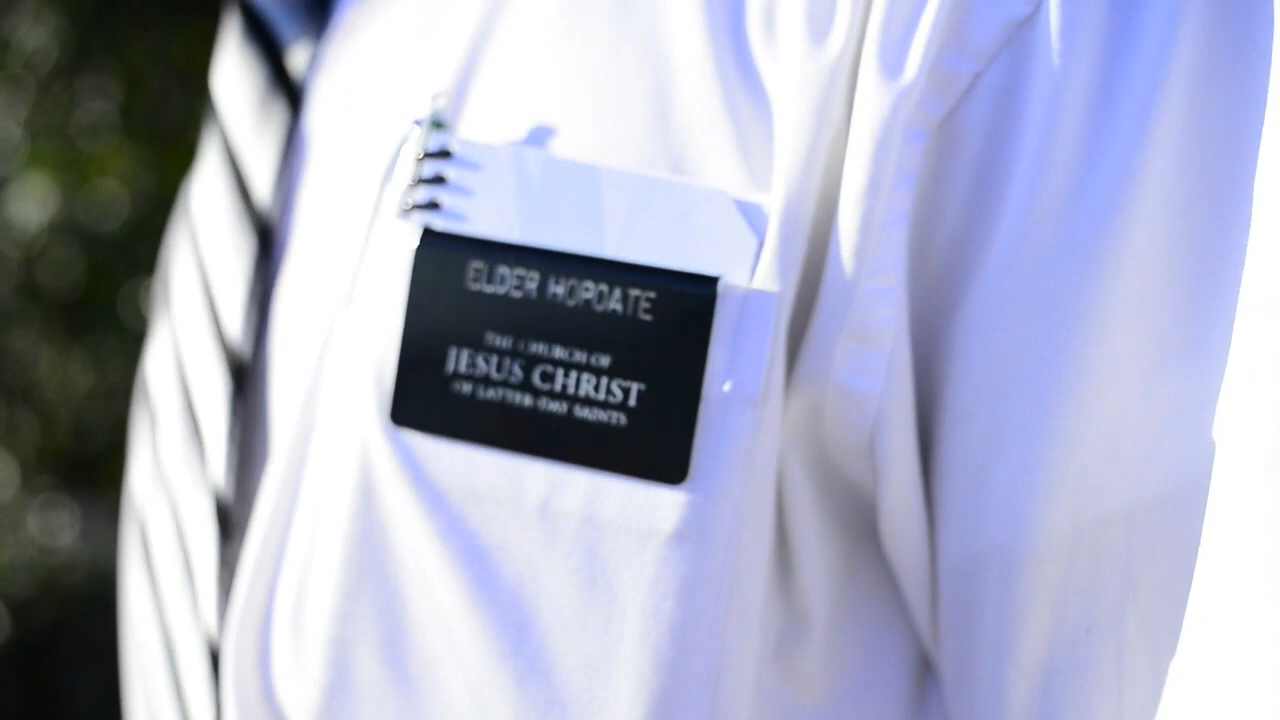 ELDER HOPOATE
THE CHURCH OF
JESUS CHRIST
OF LATTER-DAY SAINTS